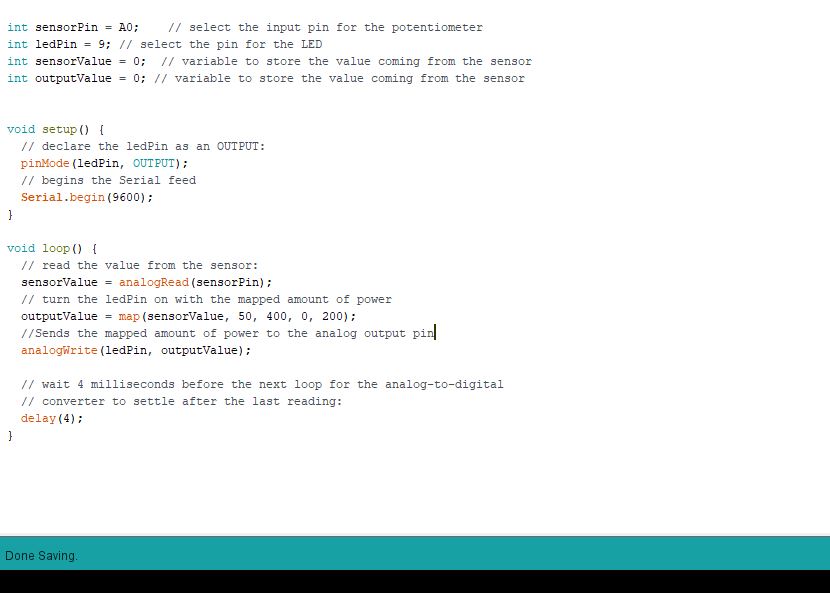 int sensorPin = A0;    // select the input pin for the potentiometer
int ledPin = 9; // select the pin for the LED
int sensorValue = 0;  // variable to store the value coming from the sensor
int outputValue = 0; // variable to store the value coming from the sensor


void setup() {
  // declare the ledPin as an OUTPUT:
  pinMode(ledPin, OUTPUT);
  // begins the Serial feed
  Serial.begin(9600);
}

void loop() {
  // read the value from the sensor:
  sensorValue = analogRead(sensorPin);
  // turn the ledPin on with the mapped amount of power
  outputValue = map(sensorValue, 50, 400, 0, 200);
  //Sends the mapped amount of power to the analog output pin
  analogWrite(ledPin, outputValue);

  // wait 4 milliseconds before the next loop for the analog-to-digital
  // converter to settle after the last reading:
  delay(4);
}
Done Saving.